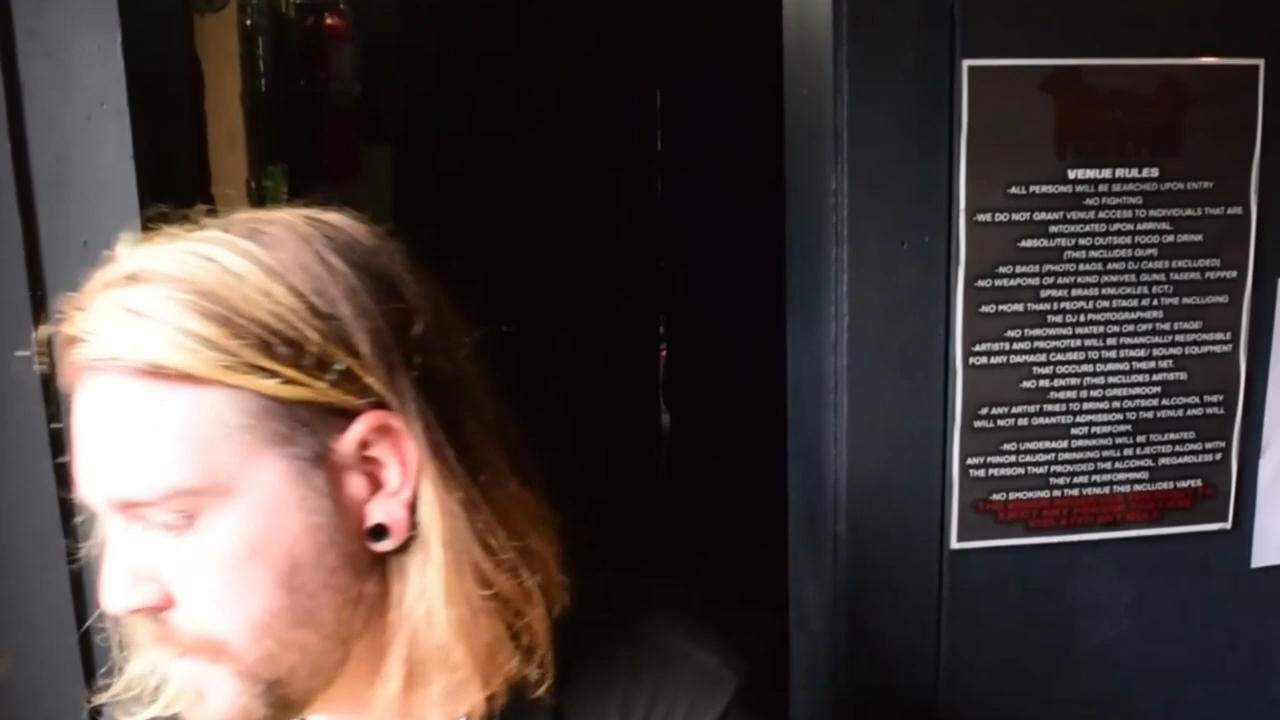 VENUE RULES
-ALL PERSONS WILL BE SEARCHED UPON ENTRY
-NO FIGHTING
-WE DO NOT GRANT VENUE ACCESS TO INDIVIDUALS THAT ARE
INTOXICATED UPON ARRIVAL.
-ABSOLUTELY NO OUTSIDE FOOD OR DRINK
(THIS INCLUDES GUM)
-NO BAGS (PHOTO BAGS, AND DJ CASES EXCLUDED)
-NO WEAPONS OF ANY KIND (KNIVES, GUNS, TASERS, PEPPER
SPRAY, BRASS KNUCKLES, ECT.)
-NO MORE THAN 5 PEOPLE ON STAGE AT A TIME INCLUDING
THE DJ & PHOTOGRAPHERS
-NO THROWING WATER ON OR OFF THE STAGE!
-ARTISTS AND PROMOTER WILL BE FINANCIALLY RESPONSIBLE
FOR ANY DAMAGE CAUSED TO THE STAGE/ SOUND EQUIPMENT
THAT OCCURS DURING THEIR SET.
-NO RE-ENTRY (THIS INCLUDES ARTISTS)
-THERE IS NO GREENROOM
-IF ANY ARTIST TRIES TO BRING IN OUTSIDE ALCOHOL THEY
WILL NOT BE GRANTED ADMISSION TO THE VENUE AND WILL
NOT PERFORM.
-NO UNDERAGE DRINKING WILL BE TOLERATED.
ANY MINOR CAUGHT DRINKING WILL BE EJECTED ALONG WITH
THE PERSON THAT PROVIDED THE ALCOHOL. (REGARDLESS IF
THEY ARE PERFORMING)
-NO SMOKING IN THE VENUE THIS INCLUDES VAPES.